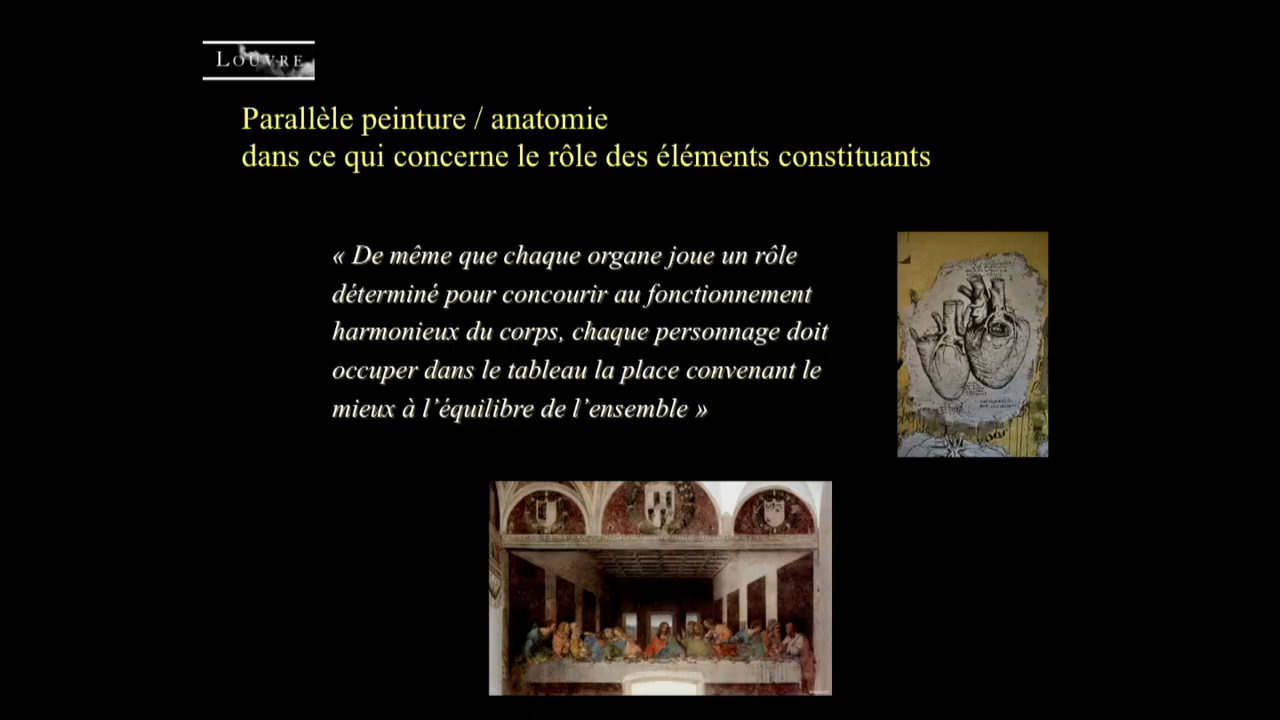 LOUVRE
Parallèle peinture / anatomie
dans ce qui concerne le rôle des éléments constituants
« De même que chaque organe joue un rôle
déterminé pour concourir au fonctionnement
harmonieux du corps, chaque personnage doit
occuper dans le tableau la place convenant le
mieux à l’équilibre de l’ensemble »